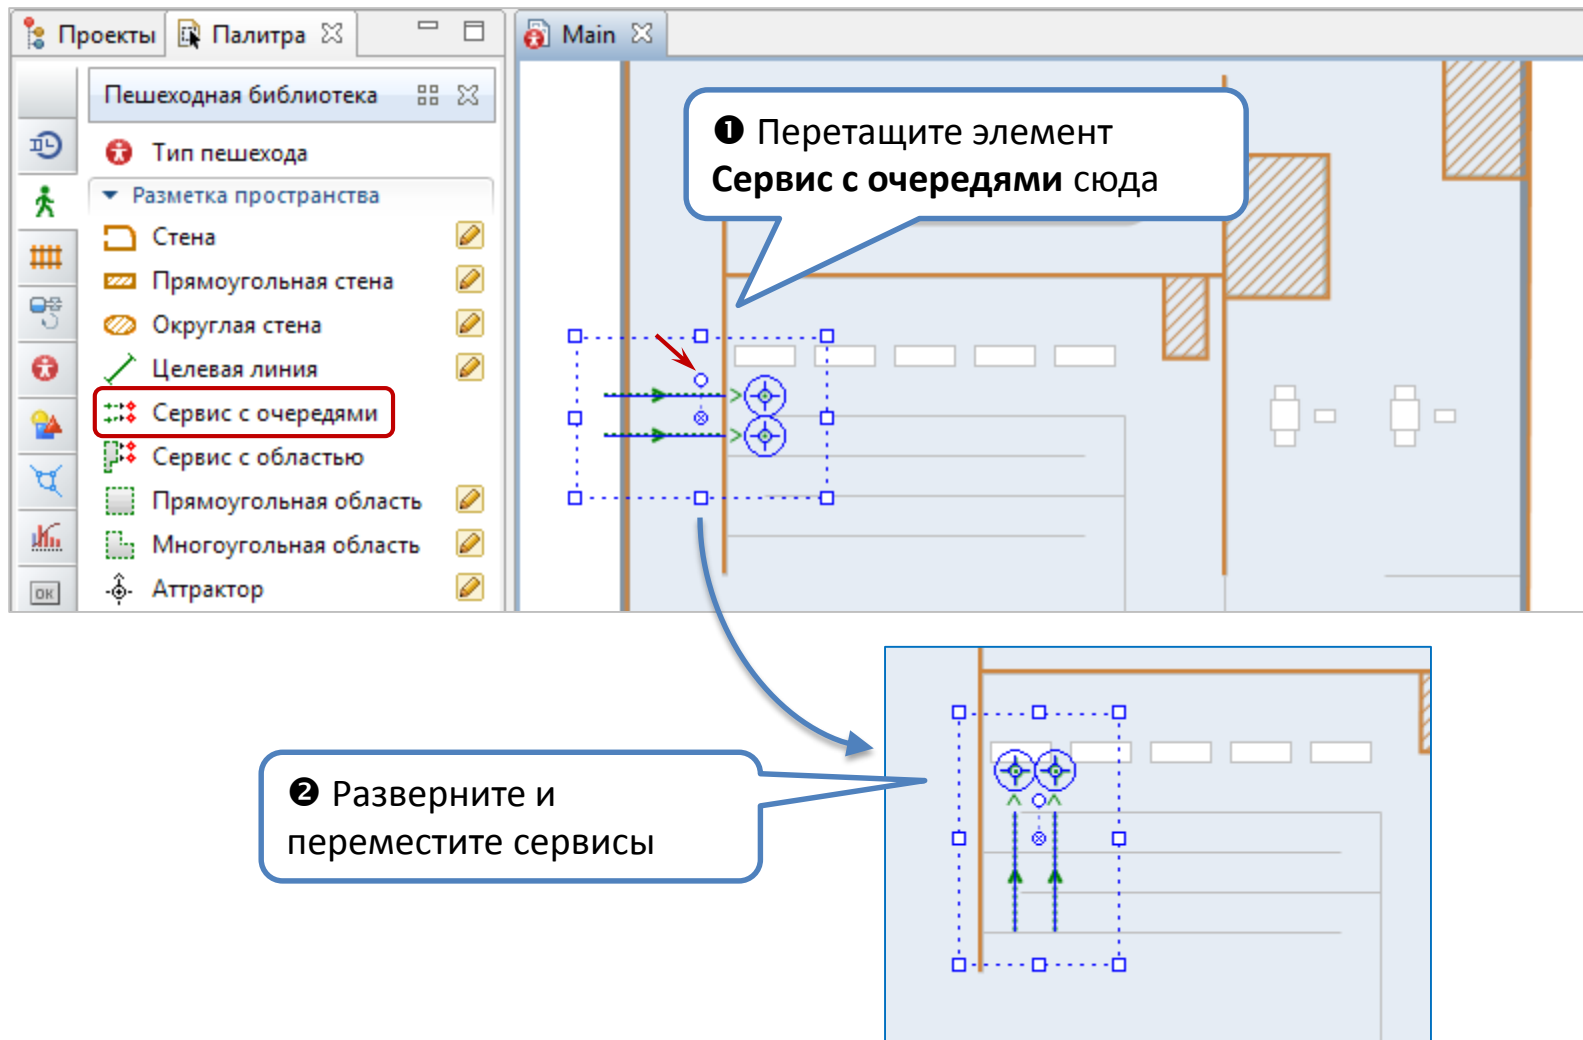 Проекты Палитра
Main
Пешеходная библиотека
Тип пешехода
Разметка пространства
Стена
Прямоугольная стена
Округлая стена
Целевая линия
Сервис с очередями
Сервис с областью
Прямоугольная область
Многоугольная область
Аттрактор
OK
❶ Перетащите элемент
Сервис с очередями сюда
❷ Разверните и
переместите сервисы